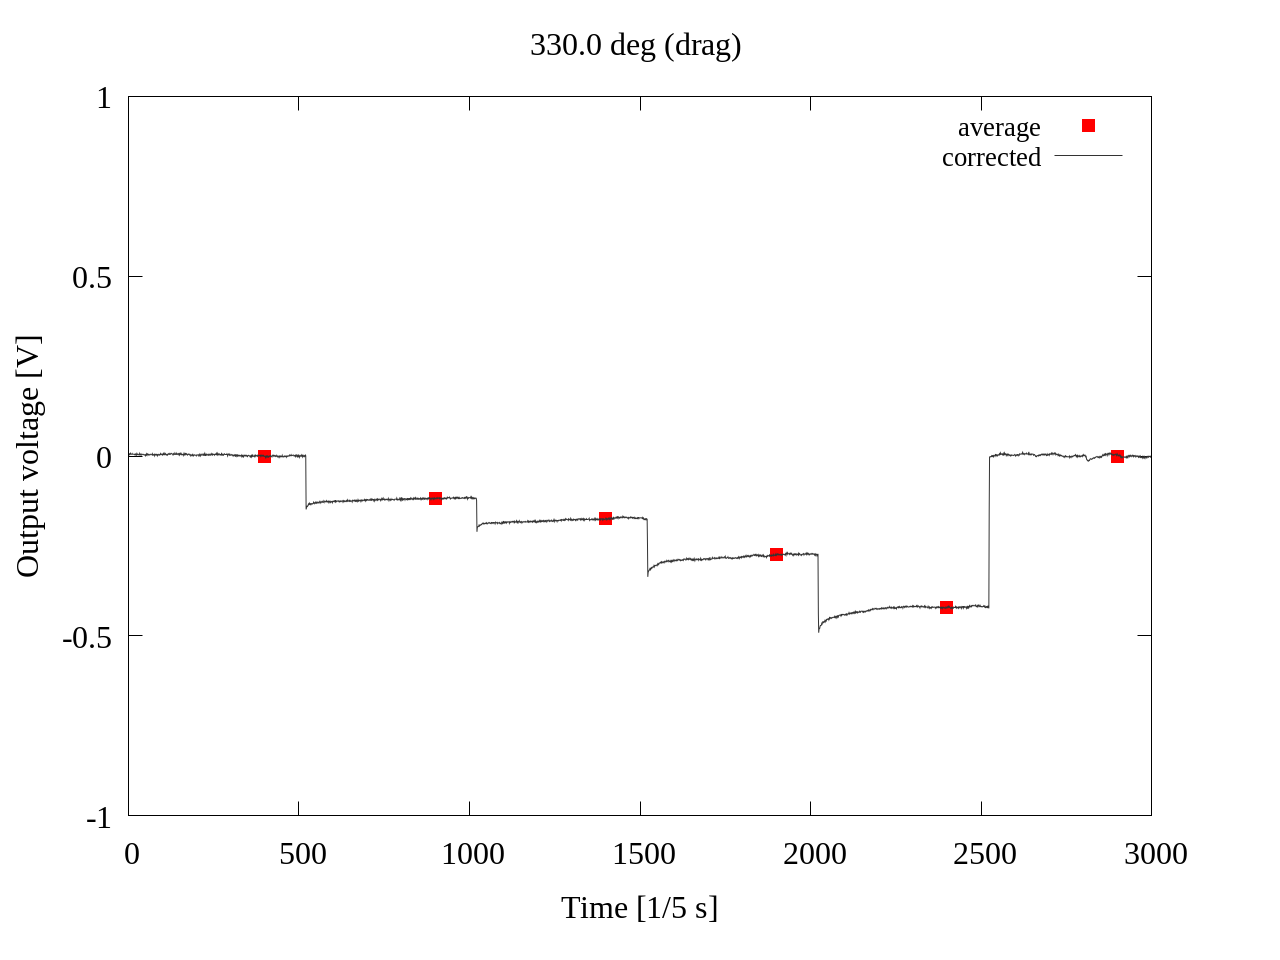 330.0 deg (drag)
average
corrected
1
0.5
0
-0.5
-1
Output voltage [V]
0 500 1000 1500 2000 2500 3000
Time [1/5 s]